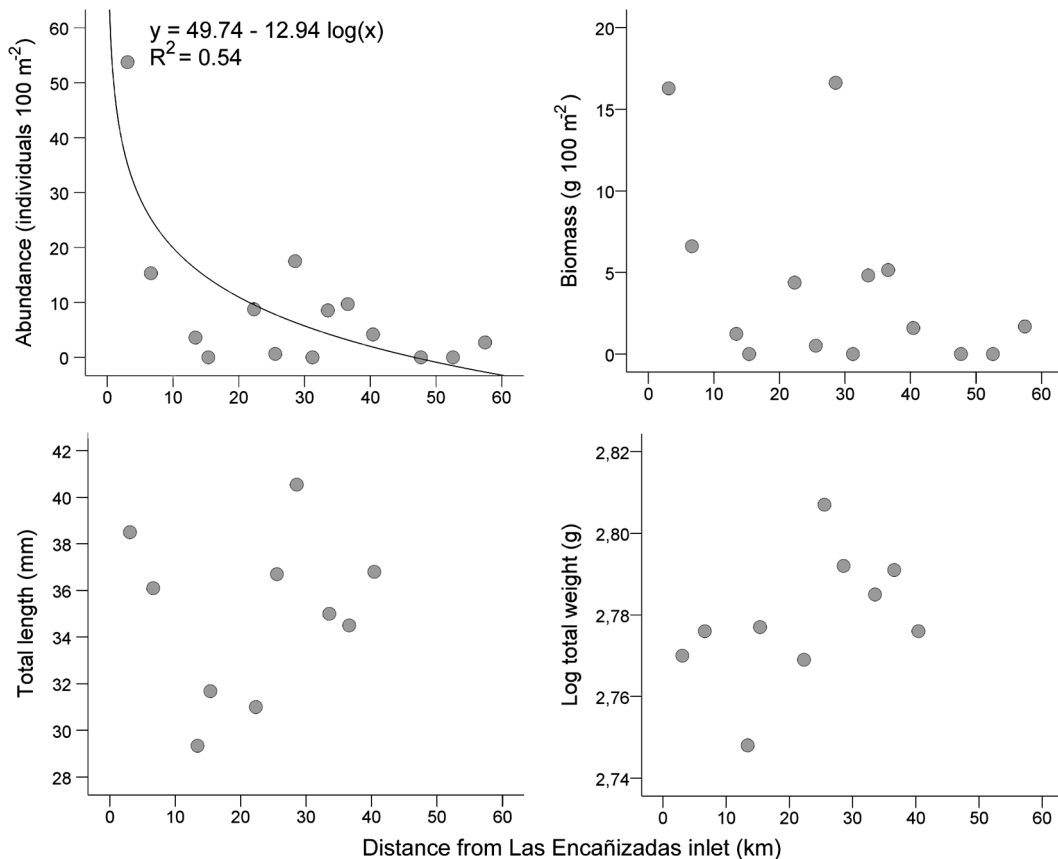 y = 49.74 - 12.94 log(x)
R² = 0.54
Abundance (individuals 100 m⁻²)
60
50
40
30
20
10
0
0 10 20 30 40 50 60
Biomass (g 100 m⁻²)
20
15
10
5
0
0 10 20 30 40 50 60
Total length (mm)
42
40
38
36
34
32
30
28
0 10 20 30 40 50 60
Log total weight (g)
2,82
2,80
2,78
2,76
2,74
0 10 20 30 40 50 60
Distance from Las Encañizadas inlet (km)